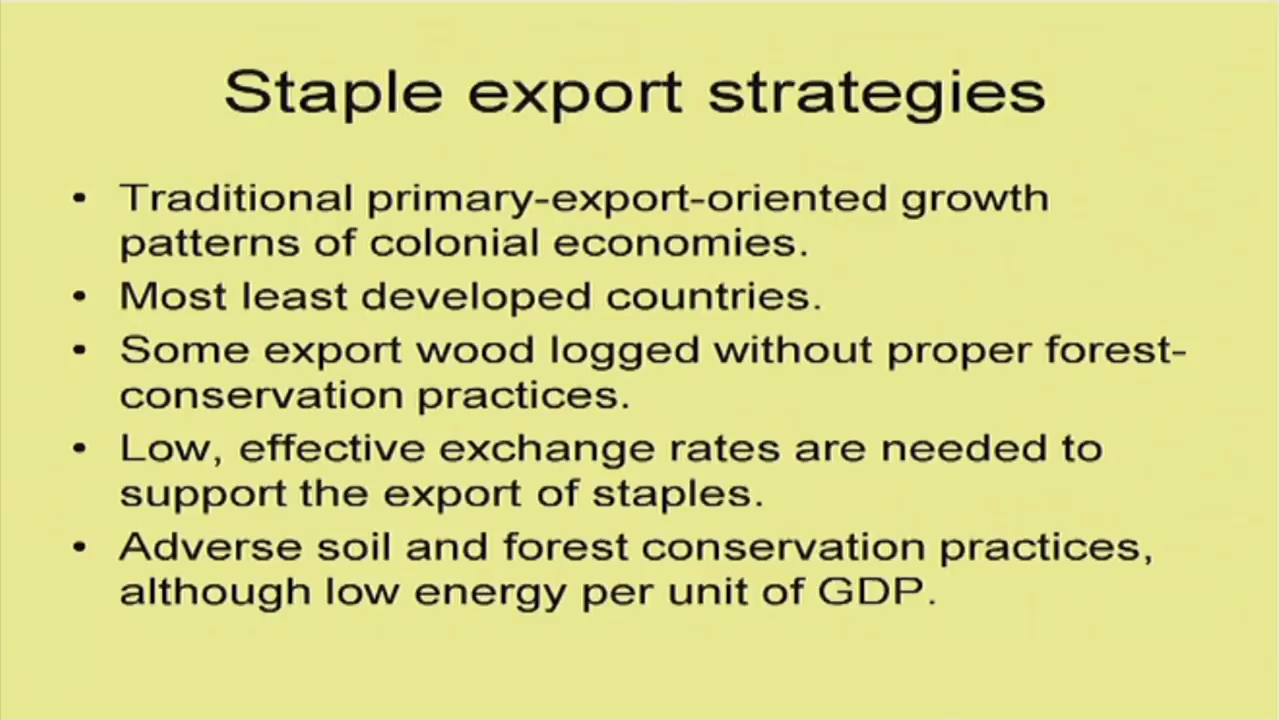 Staple export strategies
• Traditional primary-export-oriented growth
patterns of colonial economies.
• Most least developed countries.
• Some export wood logged without proper forest-
conservation practices.
• Low, effective exchange rates are needed to
support the export of staples.
• Adverse soil and forest conservation practices,
although low energy per unit of GDP.